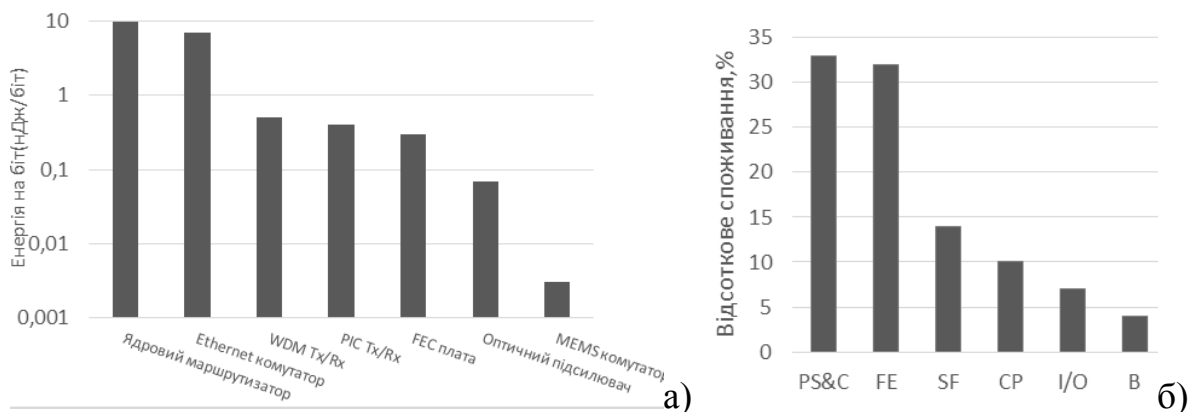 Енергія на біт(нДж/біт)
10
1
0,1
0,01
0,001
Ядровий маршрутизатор
Ethernet комутатор
WDM Tx/Rx
PIC Tx/Rx
FEC плата
Оптичний підсилювач
MEMS комутатор
а)
Відсоткове споживання,%
35
30
25
20
15
10
5
0
PS&C FE SF CP I/O B
б)